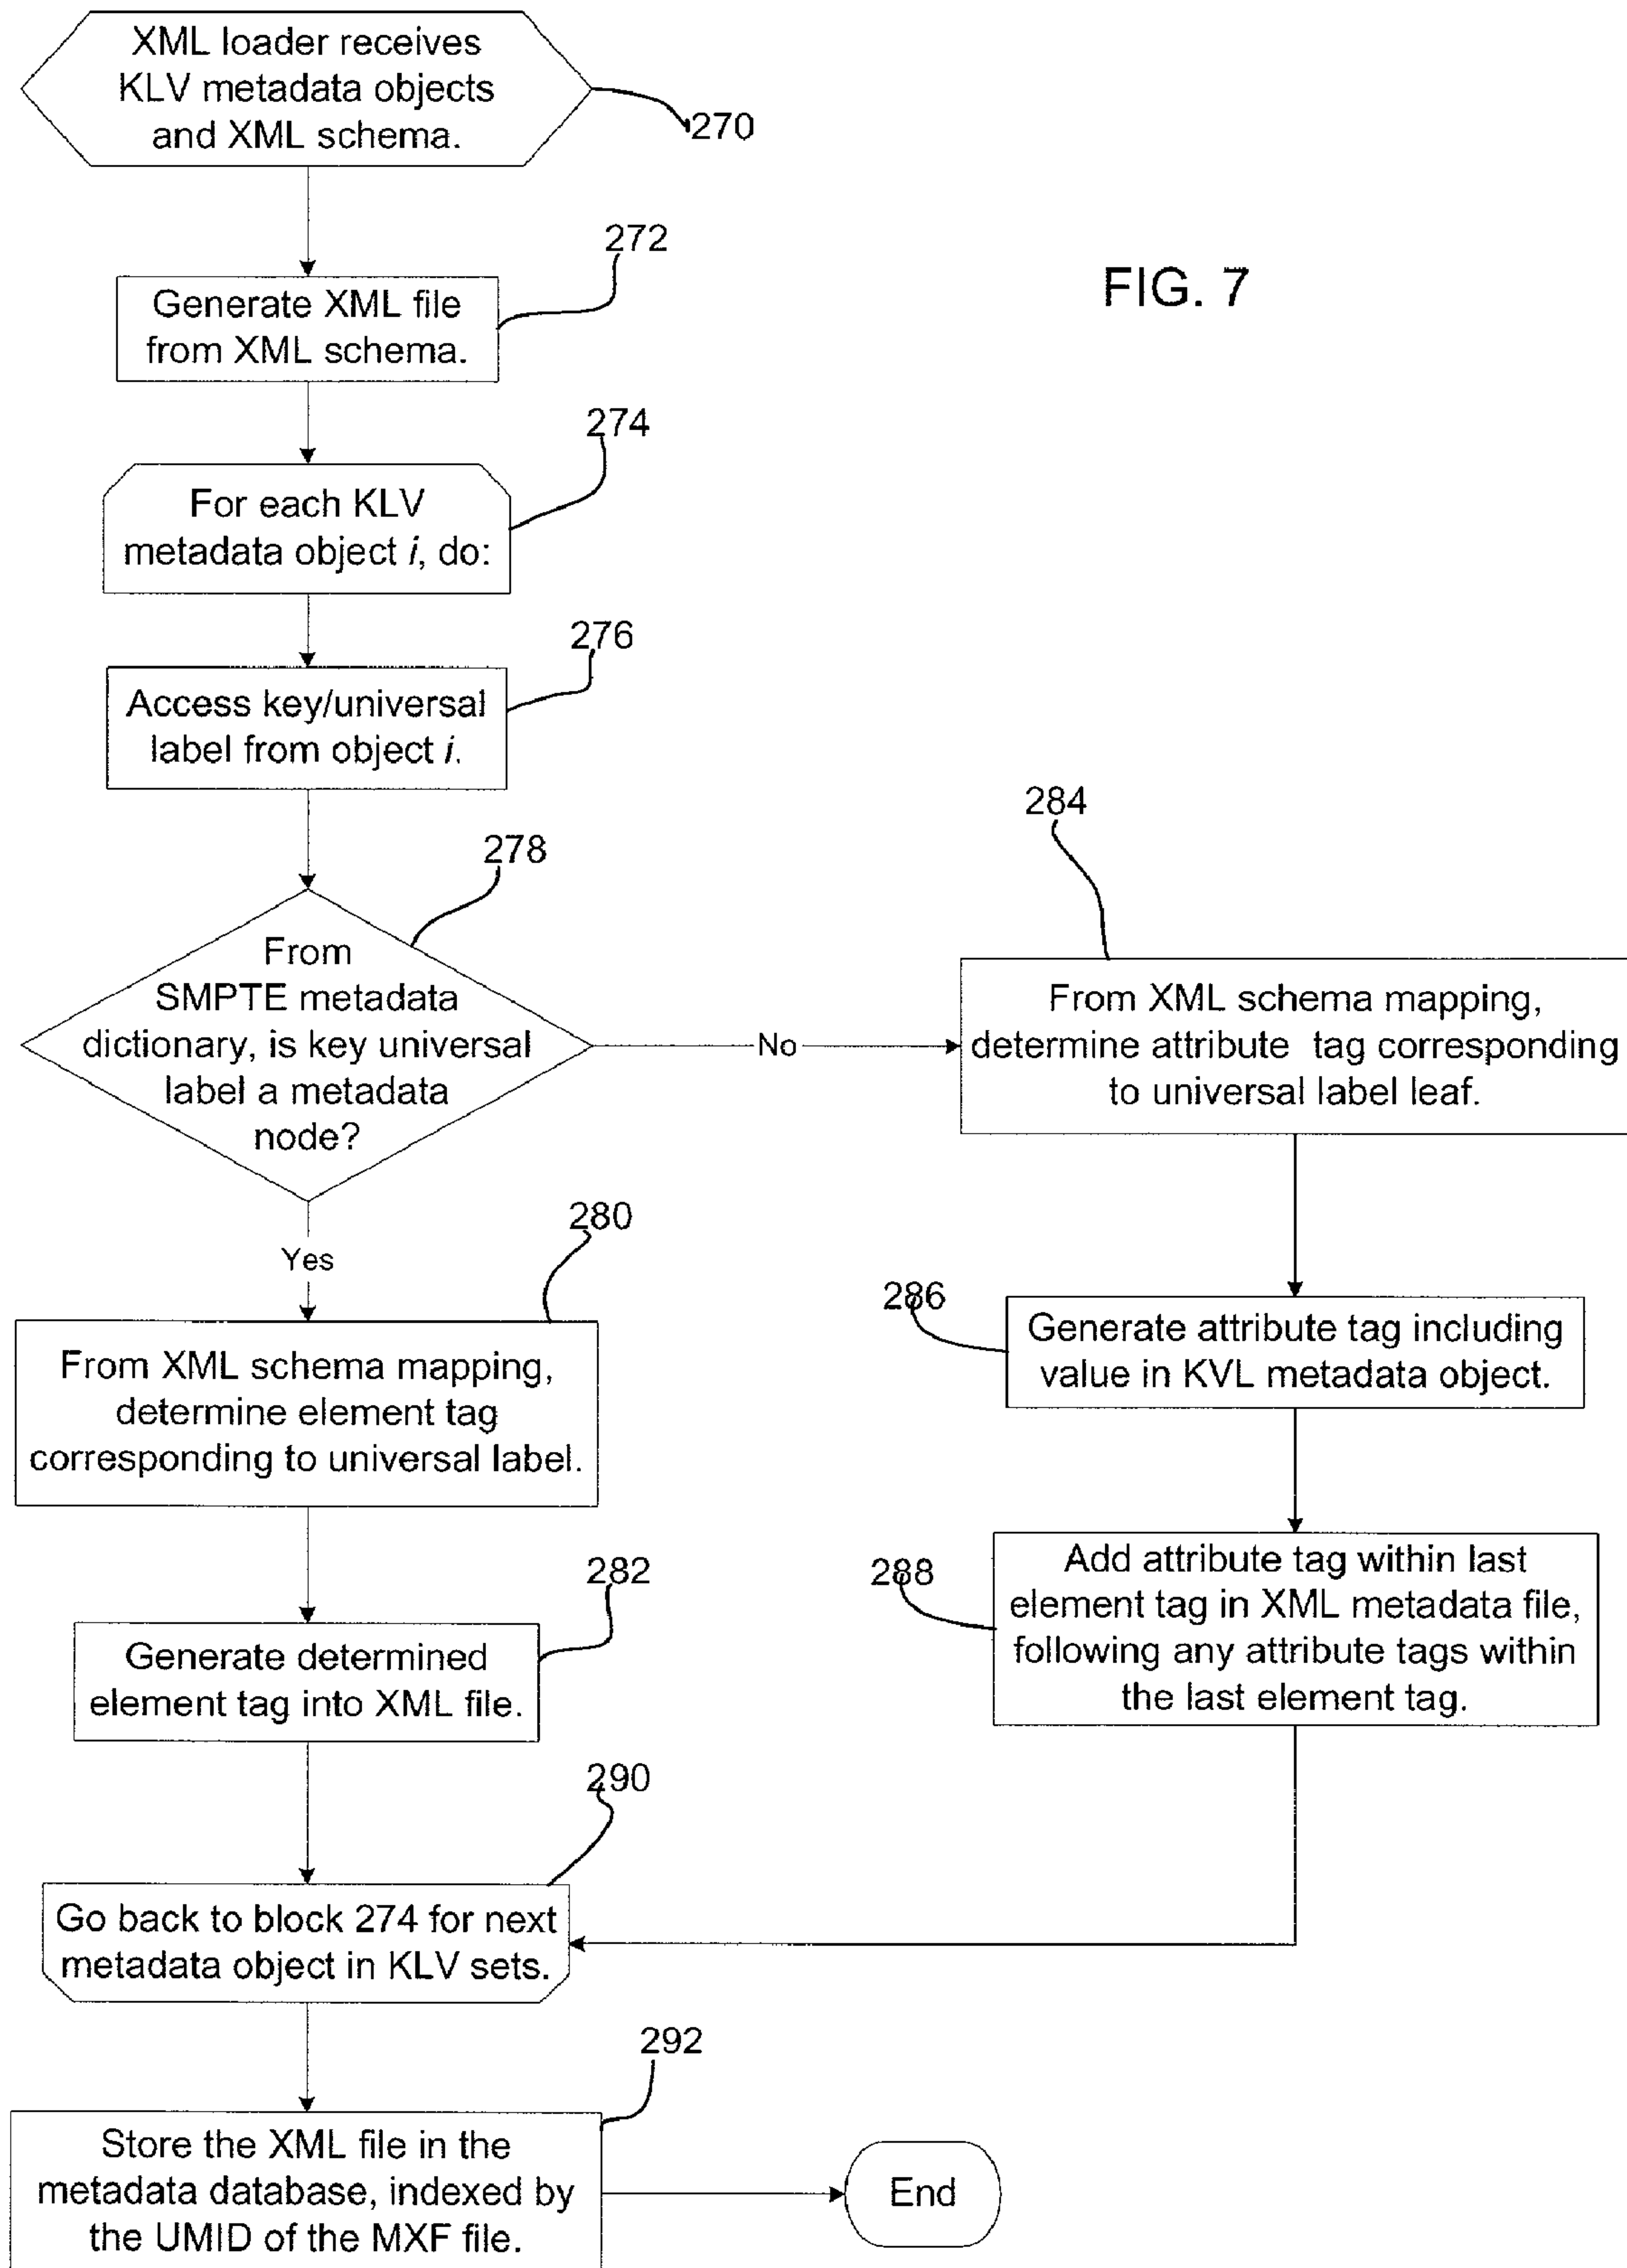 XML loader receives
KLV metadata objects
and XML schema.
270
272
Generate XML file
from XML schema.
FIG. 7
274
For each KLV
metadata object i, do:
276
Access key/universal
label from object i.
278
From
SMPTE metadata
dictionary, is key universal
label a metadata
node?
No
284
From XML schema mapping,
determine attribute tag corresponding
to universal label leaf.
Yes
280
From XML schema mapping,
determine element tag
corresponding to universal label.
286
Generate attribute tag including
value in KVL metadata object.
282
Generate determined
element tag into XML file.
288
Add attribute tag within last
element tag in XML metadata file,
following any attribute tags within
the last element tag.
290
Go back to block 274 for next
metadata object in KLV sets.
292
Store the XML file in the
metadata database, indexed by
the UMID of the MXF file.
End